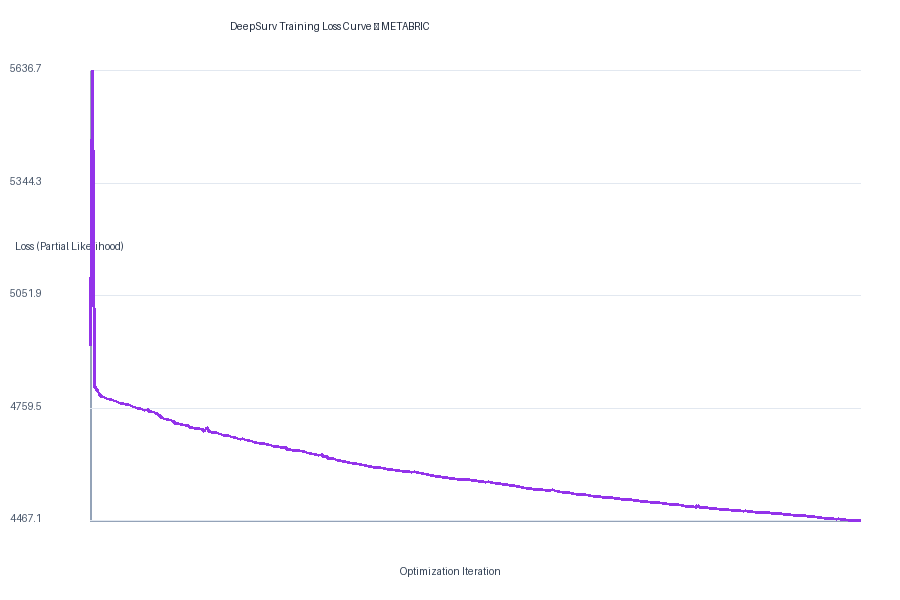 DeepSurv Training Loss Curve ▯ METABRIC
5636.7
5344.3
Loss (Partial Likelihood)
5051.9
4759.5
4467.1
Optimization Iteration